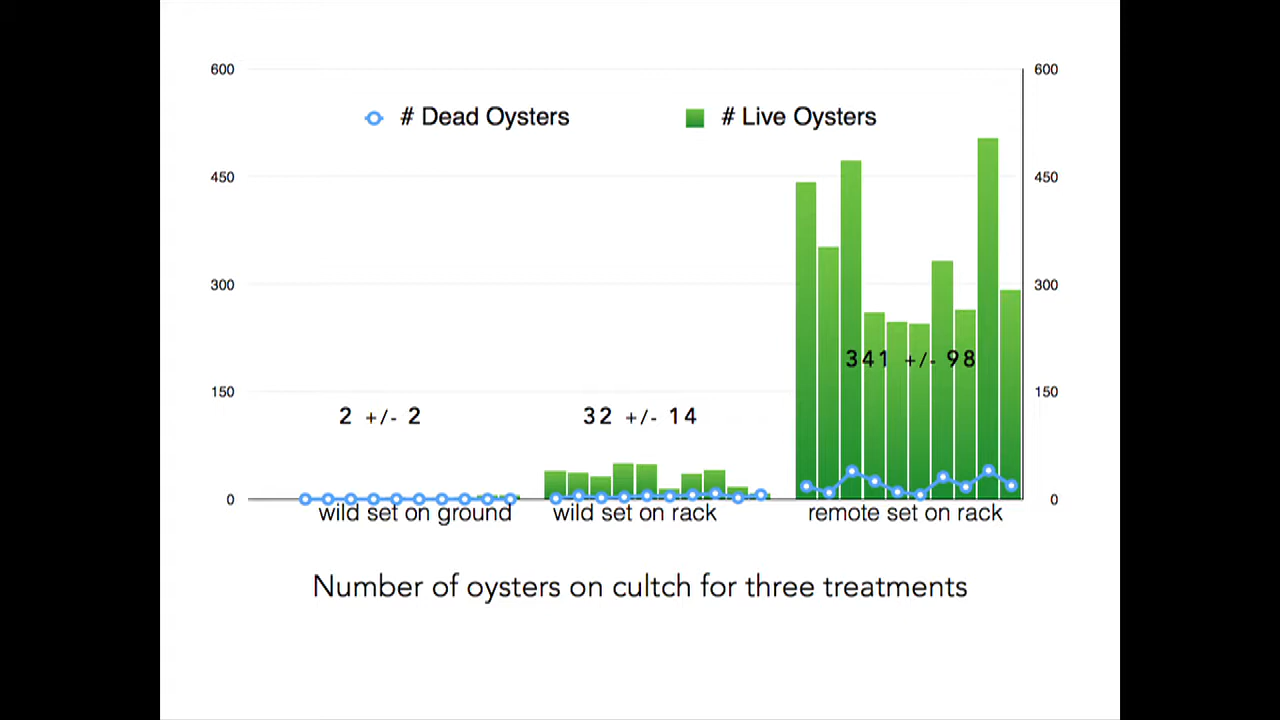 600 600
# Dead Oysters # Live Oysters
450 450
300 300
341 +/- 98
150 150
2 +/- 2 32 +/- 14
0 0
wild set on ground wild set on rack remote set on rack
Number of oysters on cultch for three treatments